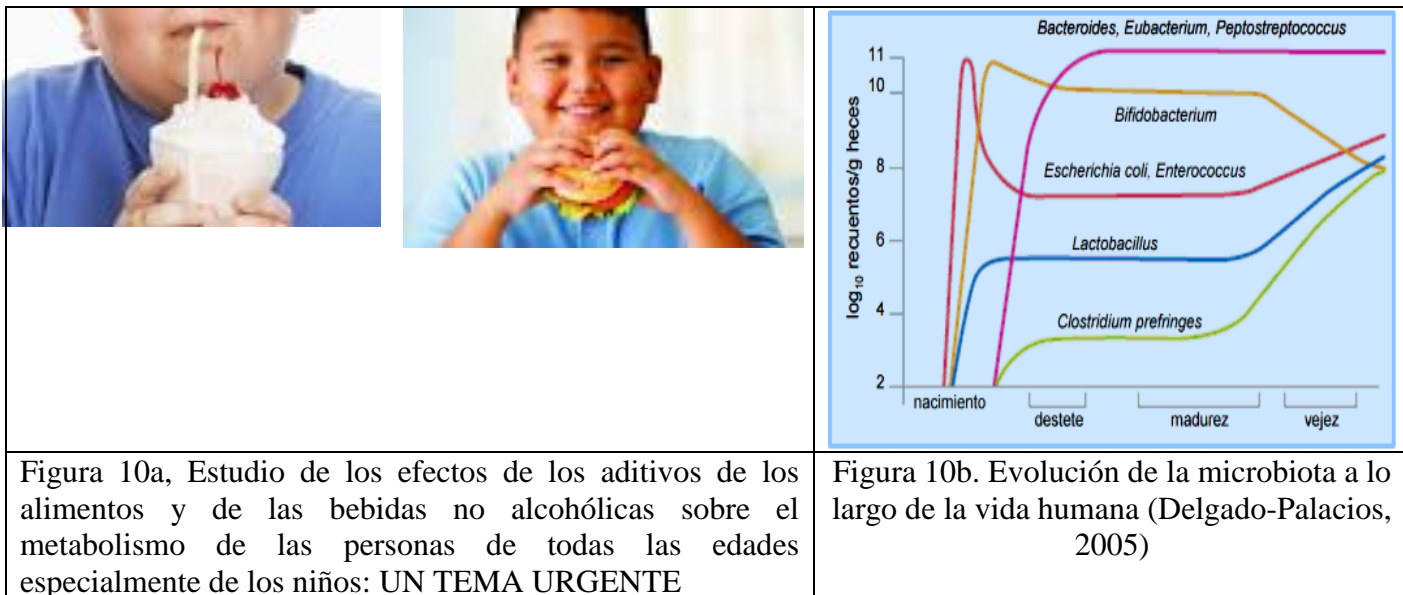 Bacteroides, Eubacterium, Peptostreptococcus
11
10
Bifidobacterium
8
Escherichia coli, Enterococcus
6
Lactobacillus
4
Clostridium prefringes
2
log₁₀ recuentos/g heces
nacimiento
destete
madurez
vejez
Figura 10a, Estudio de los efectos de los aditivos de los
alimentos y de las bebidas no alcohólicas sobre el
metabolismo de las personas de todas las edades
especialmente de los niños: UN TEMA URGENTE
Figura 10b. Evolución de la microbiota a lo
largo de la vida humana (Delgado-Palacios,
2005)